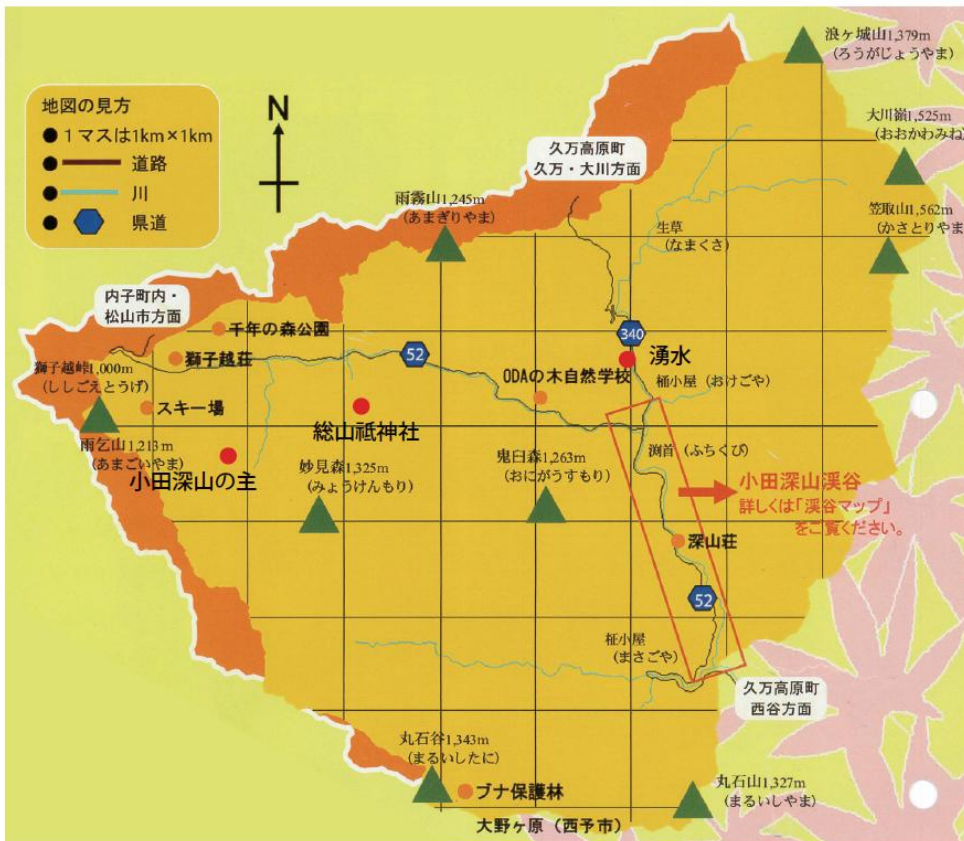 浪ヶ城山1,379m
(ろうがじょうやま)
地図の見方
● 1マスは1km×1km
● 道路
● 川
● 県道
N
久万高原町
久万・大川方面
大川嶺1,525m
(おおかわみね)
雨霧山1,245m
(あまぎりやま)
笠取山1,562m
(かさとりやま)
生草
(なまくさ)
内子町内・
松山市方面
千年の森公園
獅子越荘
52
340
湧水
獅子越峠1,000m
(ししごえとうげ)
ODAの木自然学校
桶小屋(おけごや)
スキー場
総山祇神社
雨乞山1,213m
(あまごいやま)
小田深山の主
妙見森1,325m
(みょうけんもり)
鬼臼森1,263m
(おにがうすもり)
渕首(ふちくび)
小田深山渓谷
詳しくは「渓谷マップ」
をご覧ください。
深山荘
52
柾小屋
(まさごや)
久万高原町
西谷方面
丸石谷1,343m
(まるいしたに)
ブナ保護林
丸石山1,327m
(まるいしやま)
大野ヶ原(西予市)